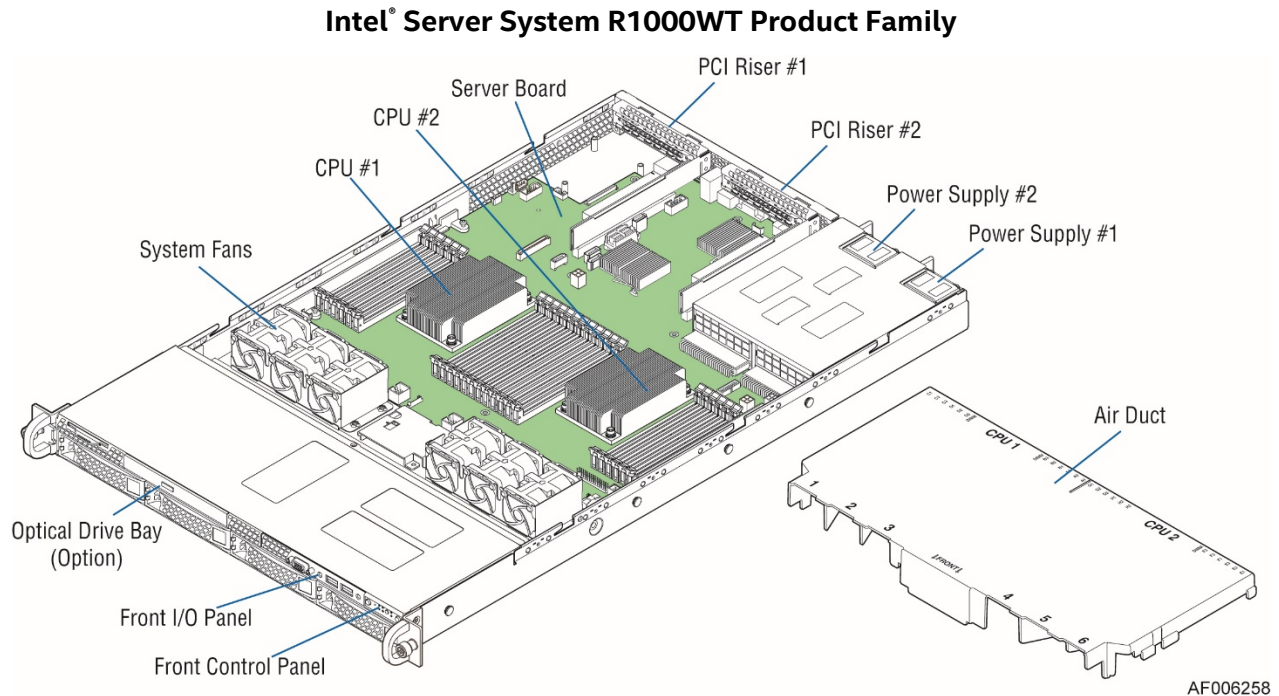 Intel® Server System R1000WT Product Family
PCI Riser #1
Server Board
CPU #2
PCI Riser #2
CPU #1
Power Supply #2
Power Supply #1
System Fans
Air Duct
CPU 1
CPU 2
1
2
3
FRONT
4
5
6
Optical Drive Bay
(Option)
Front I/O Panel
Front Control Panel
AF006258